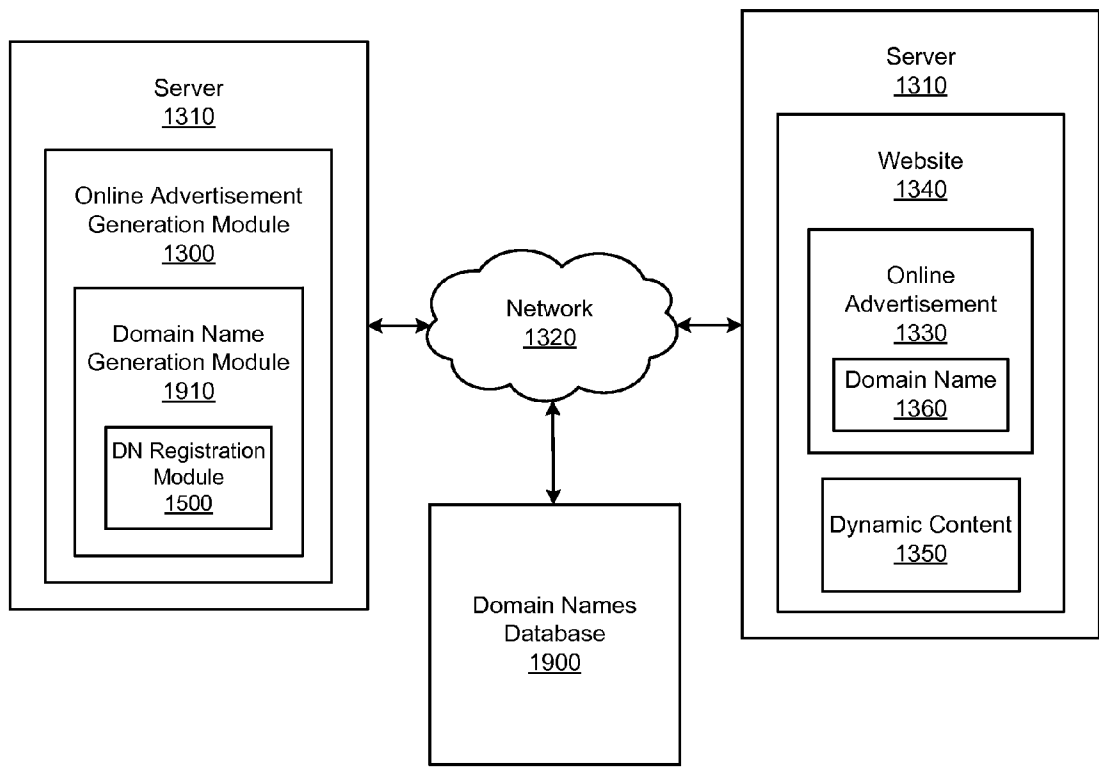 Server
1310
Online Advertisement
Generation Module
1300
Domain Name
Generation Module
1910
DN Registration
Module
1500
Network
1320
Domain Names
Database
1900
Server
1310
Website
1340
Online
Advertisement
1330
Domain Name
1360
Dynamic Content
1350